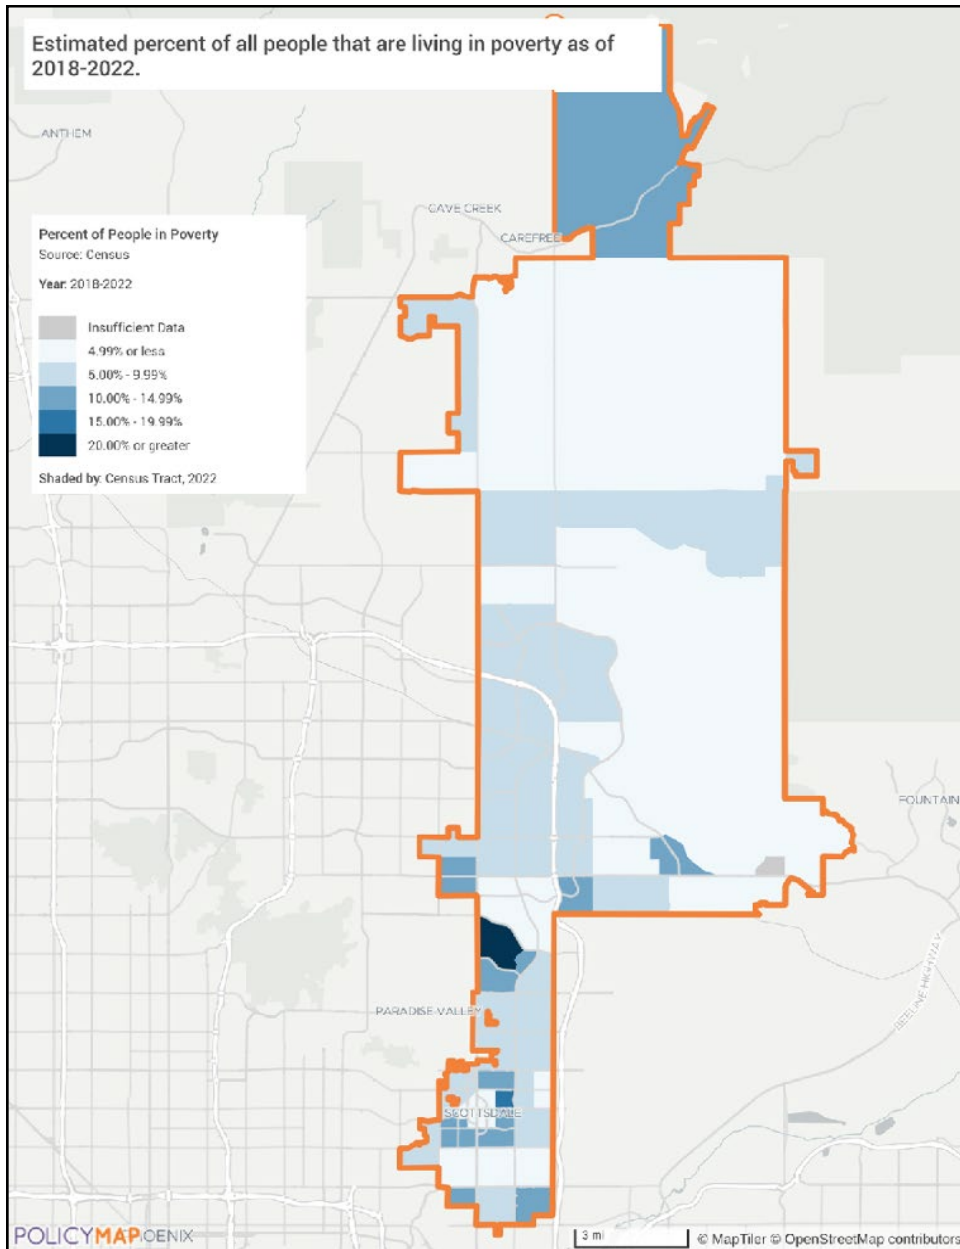 Estimated percent of all people that are living in poverty as of
2018-2022.
ANTHEM
CAVE CREEK
CAREFREE
Percent of People in Poverty
Source: Census
Year: 2018-2022
Insufficient Data
4.99% or less
5.00% - 9.99%
10.00% - 14.99%
15.00% - 19.99%
20.00% or greater
Shaded by: Census Tract, 2022
FOUNTAIN
BEELINE HIGHWAY
PARADISE VALLEY
SCOTTSDALE
POLICYMAP OENIX
3 mi
© MapTiler © OpenStreetMap contributors